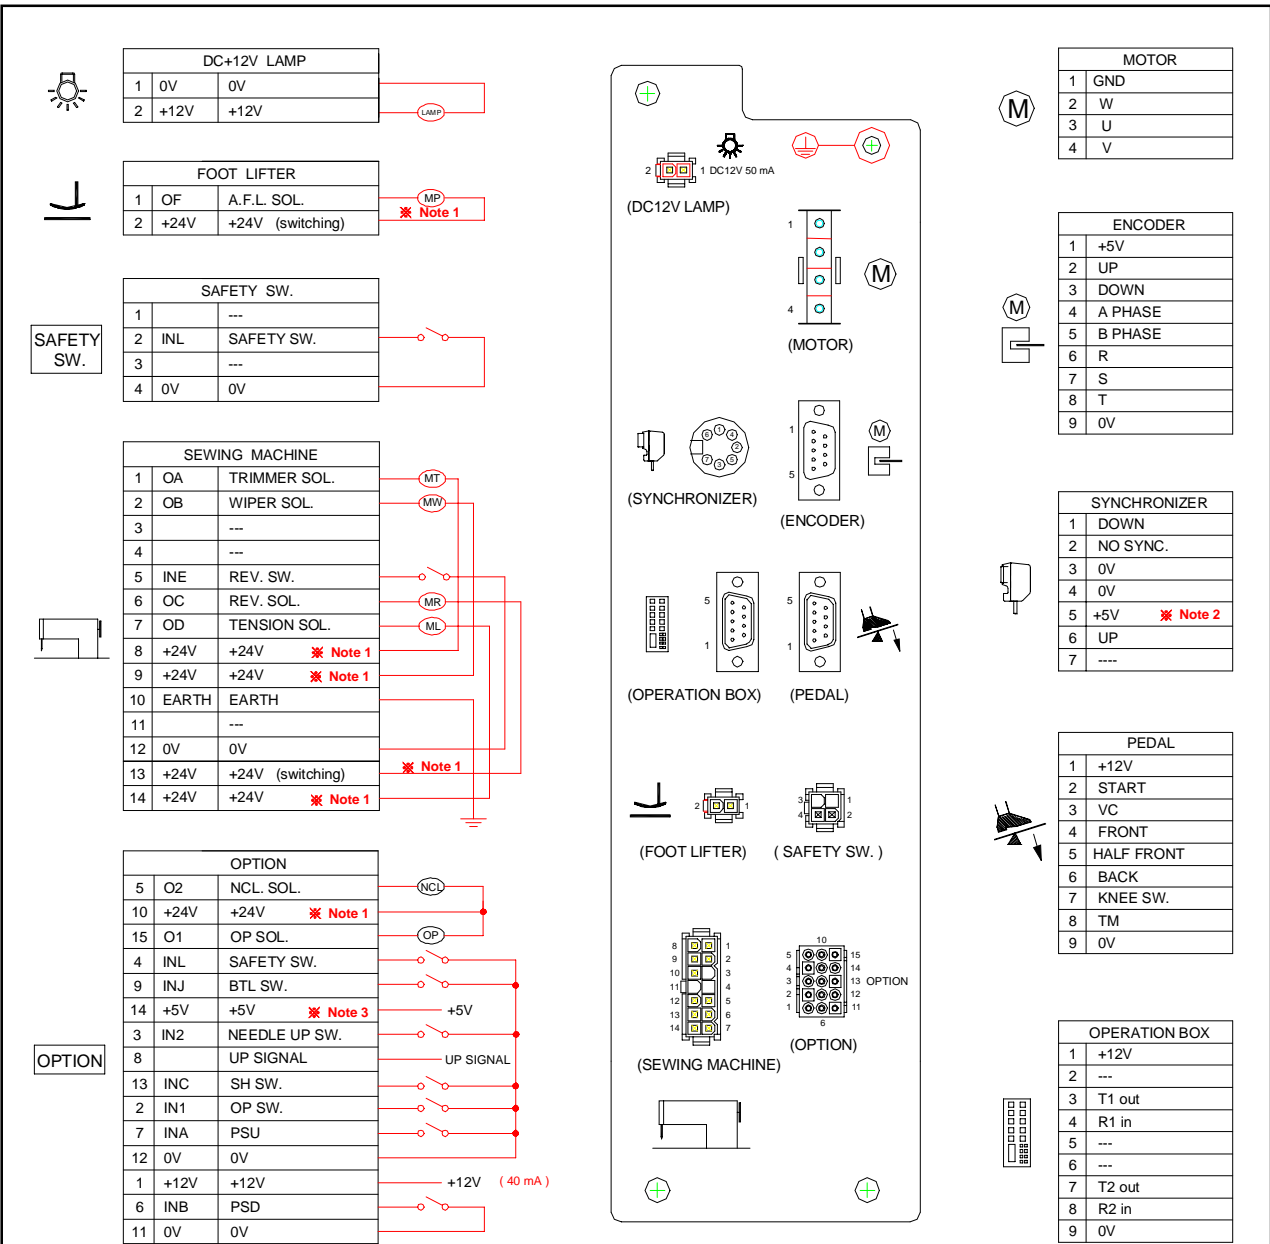 DC+12V LAMP
1 0V 0V
2 +12V +12V
LAMP
FOOT LIFTER
1 OF A.F.L. SOL.
MP
※ Note 1
2 +24V +24V (switching)
SAFETY SW.
SAFETY SW.
1 ---
2 INL SAFETY SW.
3 ---
4 0V 0V
SEWING MACHINE
1 OA TRIMMER SOL. MT
2 OB WIPER SOL. MW
3 ---
4 ---
5 INE REV. SW.
6 OC REV. SOL. MR
7 OD TENSION SOL. ML
8 +24V +24V ※ Note 1
9 +24V +24V ※ Note 1
10 EARTH EARTH
11 ---
12 0V 0V
13 +24V +24V (switching) ※ Note 1
14 +24V +24V ※ Note 1
OPTION
OPTION
5 O2 NCL. SOL. NCL
10 +24V +24V ※ Note 1
15 O1 OP SOL. OP
4 INL SAFETY SW.
9 INJ BTL SW.
14 +5V +5V ※ Note 3 +5V
3 IN2 NEEDLE UP SW.
8 UP SIGNAL UP SIGNAL
13 INC SH SW.
2 IN1 OP SW.
7 INA PSU
12 0V 0V
1 +12V +12V +12V ( 40 mA )
6 INB PSD
11 0V 0V
2 1 DC12V 50 mA
(DC12V LAMP)
1
M
4
(MOTOR)
6 1 4
2
7 3 5
(SYNCHRONIZER)
1
5
M
(ENCODER)
5
1
(OPERATION BOX)
5
1
(PEDAL)
2 1
(FOOT LIFTER)
3 1
4 2
( SAFETY SW. )
8 1
9 2
10 3
11 4
12 5
13 6
14 7
(SEWING MACHINE)
10
5 15
4 14
3 13 OPTION
2 12
1 11
6
(OPTION)
M
MOTOR
1 GND
2 W
3 U
4 V
M
ENCODER
1 +5V
2 UP
3 DOWN
4 A PHASE
5 B PHASE
6 R
7 S
8 T
9 0V
SYNCHRONIZER
1 DOWN
2 NO SYNC.
3 0V
4 0V
5 +5V ※ Note 2
6 UP
7 ----
PEDAL
1 +12V
2 START
3 VC
4 FRONT
5 HALF FRONT
6 BACK
7 KNEE SW.
8 TM
9 0V
OPERATION BOX
1 +12V
2 ---
3 T1 out
4 R1 in
5 ---
6 ---
7 T2 out
8 R2 in
9 0V